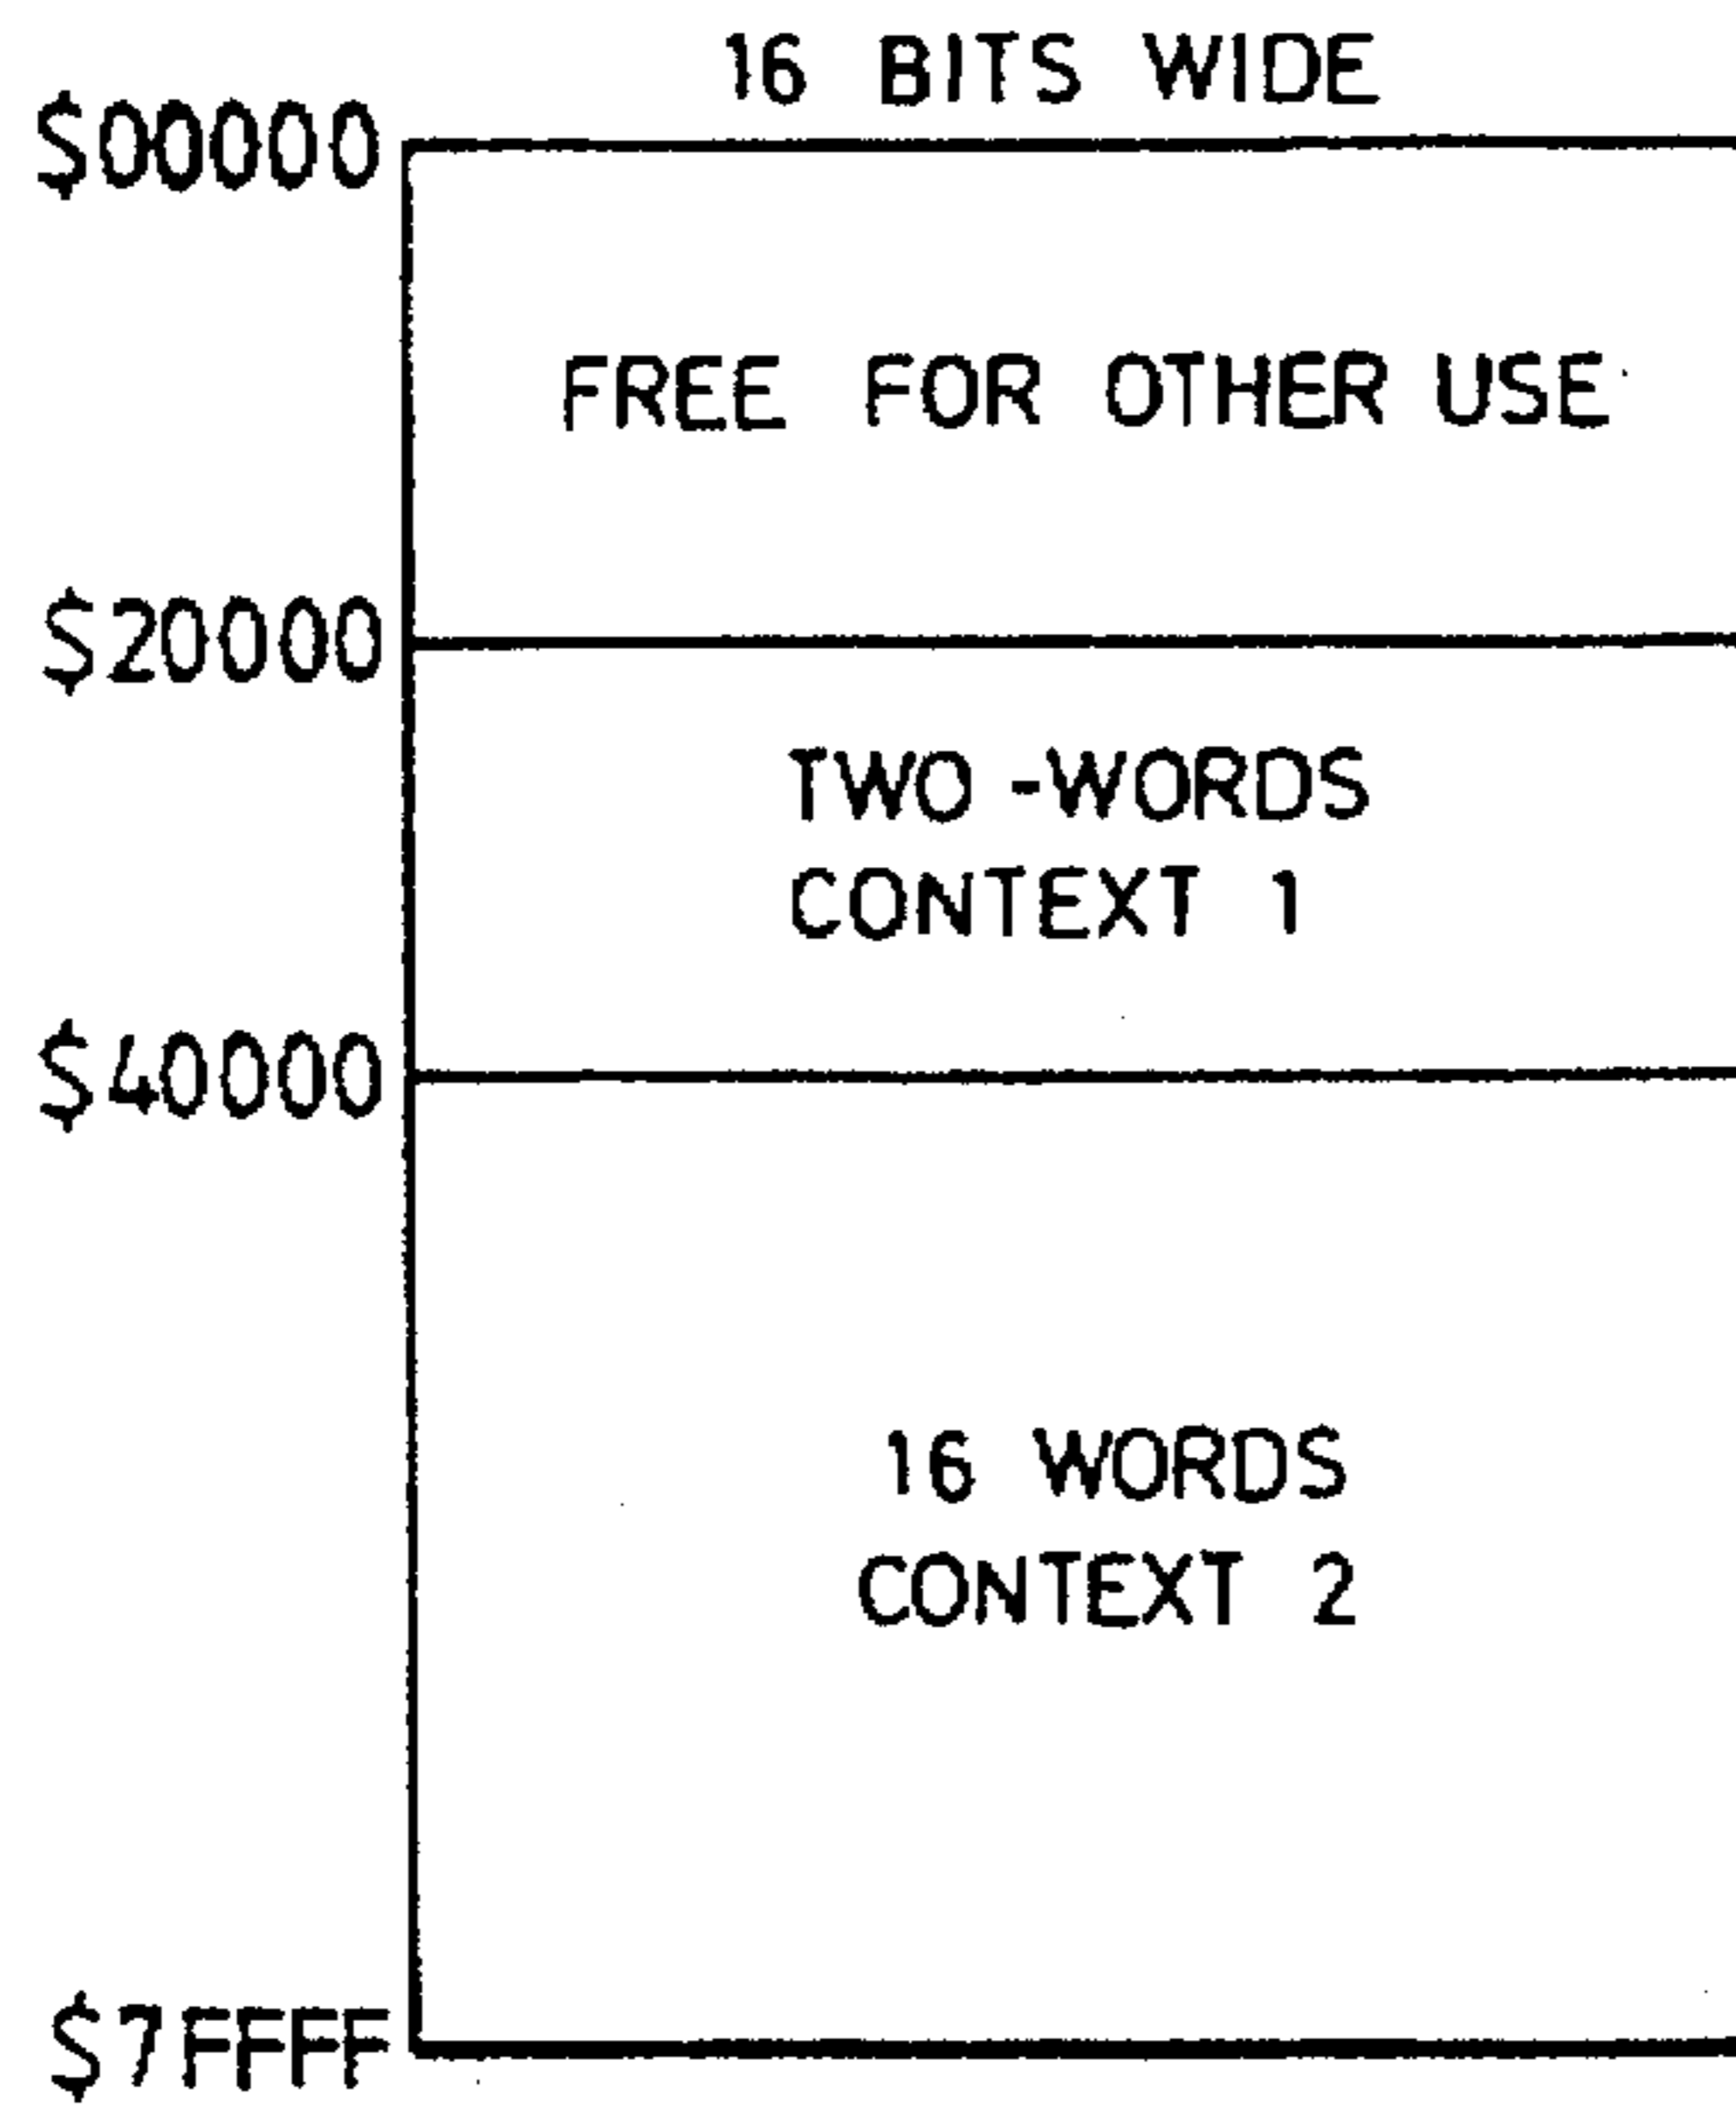 16 BITS WIDE
$00000
FREE FOR OTHER USE
$20000
TWO-WORDS
CONTEXT 1
$40000
16 WORDS
CONTEXT 2
$7FFFF